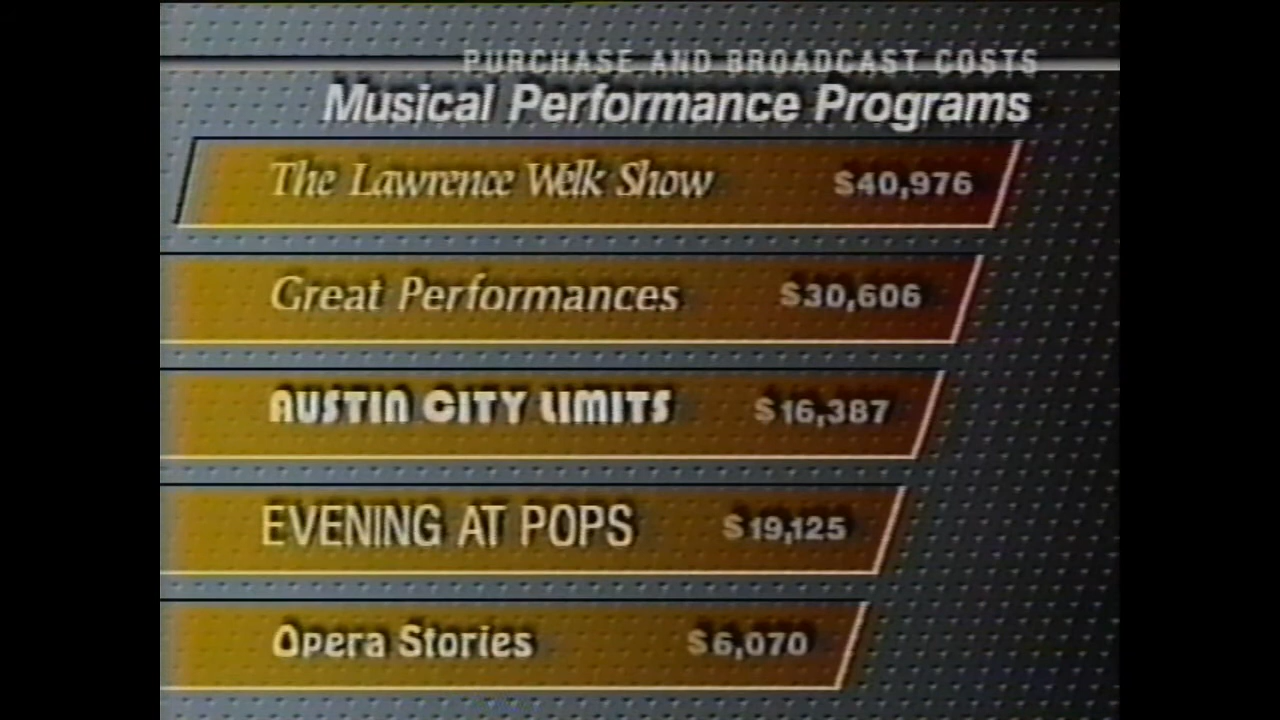 PURCHASE AND BROADCAST COSTS
Musical Performance Programs
The Lawrence Welk Show $40,976
Great Performances $30,606
AUSTIN CITY LIMITS $16,387
EVENING AT POPS $19,125
Opera Stories $6,070